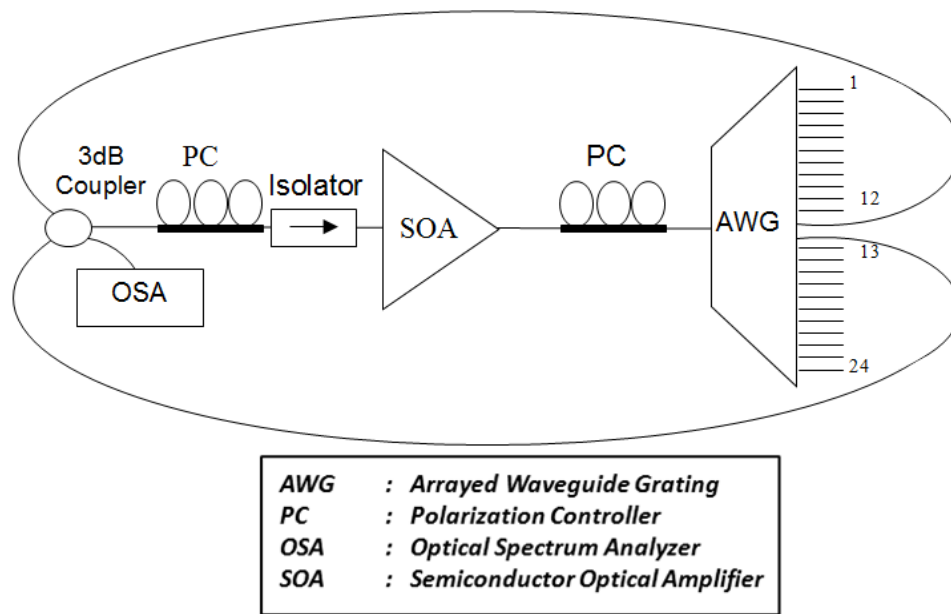 1
3dB
Coupler
PC
Isolator
PC
12
SOA
AWG
13
OSA
24
AWG : Arrayed Waveguide Grating
PC : Polarization Controller
OSA : Optical Spectrum Analyzer
SOA : Semiconductor Optical Amplifier